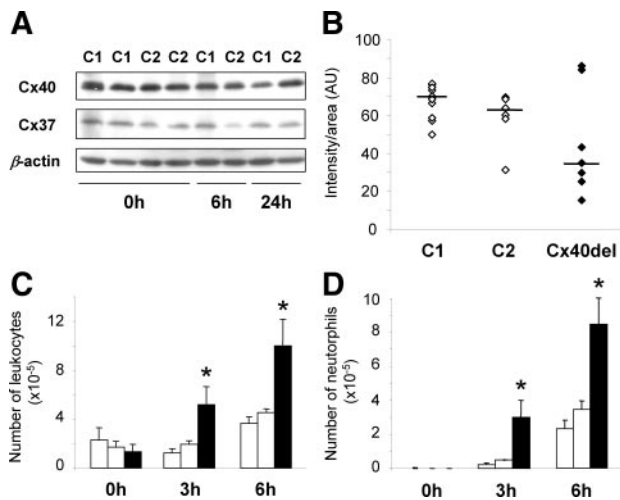 A
C1 C1 C2 C2 C1 C2 C1 C2
Cx40
Cx37
β-actin
0h 6h 24h
B
Intensity/area (AU)
100
80
60
40
20
0
C1 C2 Cx40del
C
Number of leukocytes
(x10-5)
12
8
4
0
*
*
0h 3h 6h
D
Number of neutorphils
(x10-5)
10
8
6
4
2
0
*
*
0h 3h 6h